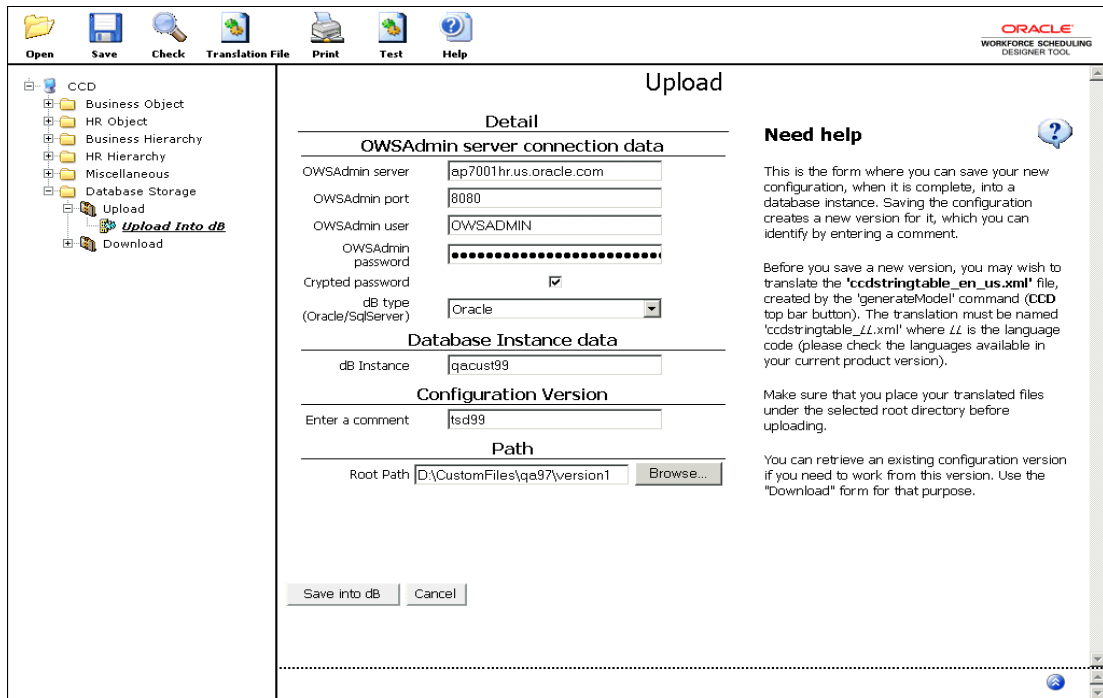 Open Save Check Translation File Print Test Help
ORACLE
WORKFORCE SCHEDULING
DESIGNER TOOL
CCD
Business Object
HR Object
Business Hierarchy
HR Hierarchy
Miscellaneous
Database Storage
Upload
Upload Into dB
Download
Upload
Detail
OWSAdmin server connection data
OWSAdmin server ap7001hr.us.oracle.com
OWSAdmin port 8080
OWSAdmin user OWSADMIN
OWSAdmin
password
Crypted password
dB type
(Oracle/SqlServer) Oracle
Database Instance data
dB Instance qacust99
Configuration Version
Enter a comment tsd99
Path
Root Path D:\CustomFiles\qa97\version1 Browse...
Save into dB Cancel
Need help
This is the form where you can save your new
configuration, when it is complete, into a
database instance. Saving the configuration
creates a new version for it, which you can
identify by entering a comment.
Before you save a new version, you may wish to
translate the 'ccdstringtable_en_us.xml' file,
created by the 'generateModel' command (CCD
top bar button). The translation must be named
'ccdstringtable_LL.xml' where LL is the language
code (please check the languages available in
your current product version).
Make sure that you place your translated files
under the selected root directory before
uploading.
You can retrieve an existing configuration version
if you need to work from this version. Use the
"Download" form for that purpose.